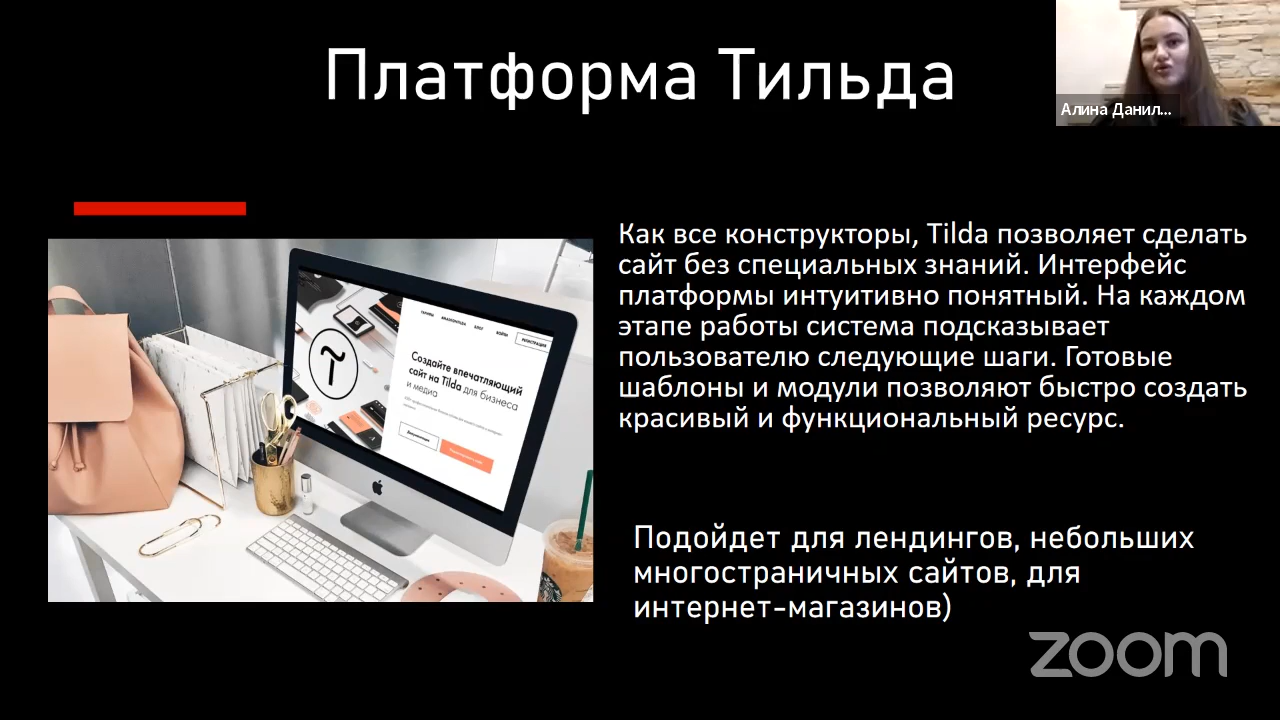 Платформа Тильда
Алина Данил...
Как все конструкторы, Tilda позволяет сделать
сайт без специальных знаний. Интерфейс
платформы интуитивно понятный. На каждом
этапе работы система подсказывает
пользователю следующие шаги. Готовые
шаблоны и модули позволяют быстро создать
красивый и функциональный ресурс.
Создайте впечатляющий
сайт на Tilda для бизнеса
и медиа
Подойдет для лендингов, небольших
многостраничных сайтов, для
интернет-магазинов)
zoom